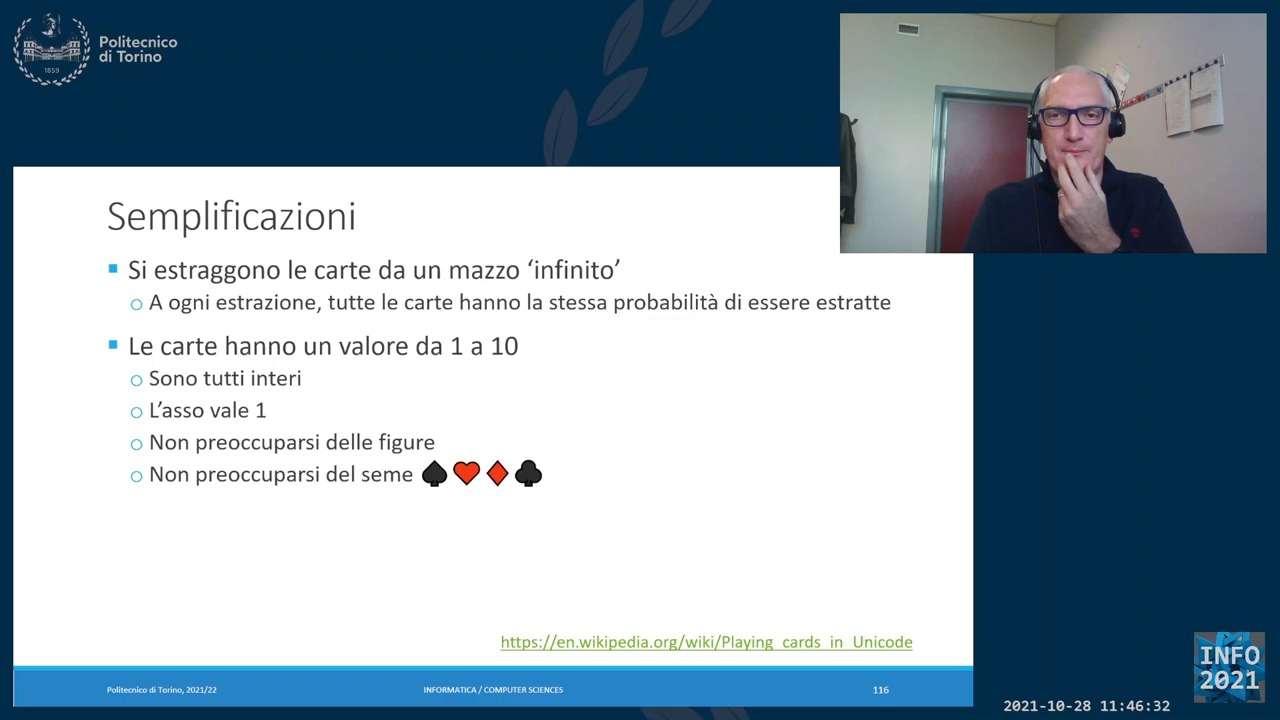 Politecnico
di Torino
1859
Semplificazioni
Si estraggono le carte da un mazzo ‘infinito’
A ogni estrazione, tutte le carte hanno la stessa probabilità di essere estratte
Le carte hanno un valore da 1 a 10
Sono tutti interi
L’asso vale 1
Non preoccuparsi delle figure
Non preoccuparsi del seme
https://en.wikipedia.org/wiki/Playing_cards_in_Unicode
Politecnico di Torino, 2021/22
INFORMATICA / COMPUTER SCIENCES
116
INFO
2021
2021-10-28 11:46:32